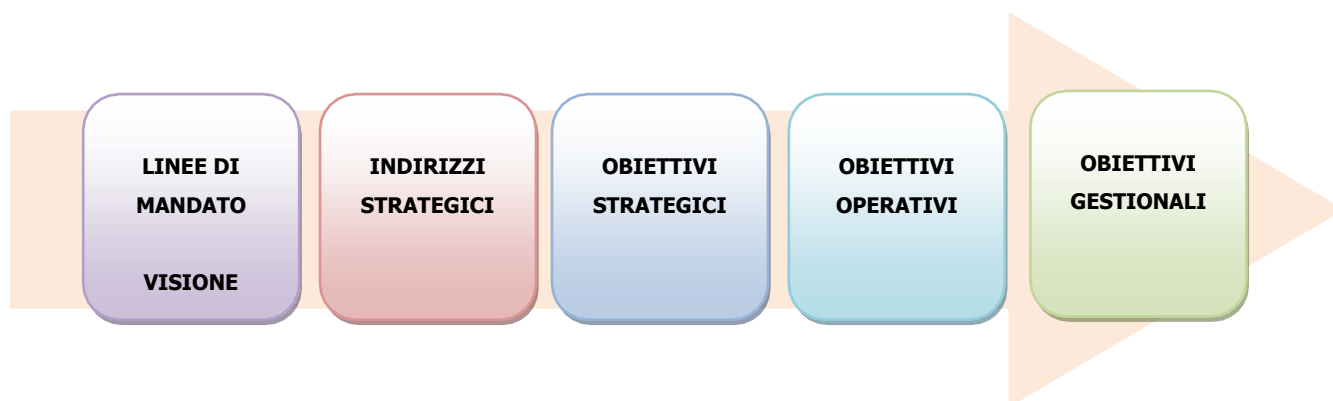 LINEE DI
MANDATO
VISIONE
INDIRIZZI
STRATEGICI
OBIETTIVI
STRATEGICI
OBIETTIVI
OPERATIVI
OBIETTIVI
GESTIONALI